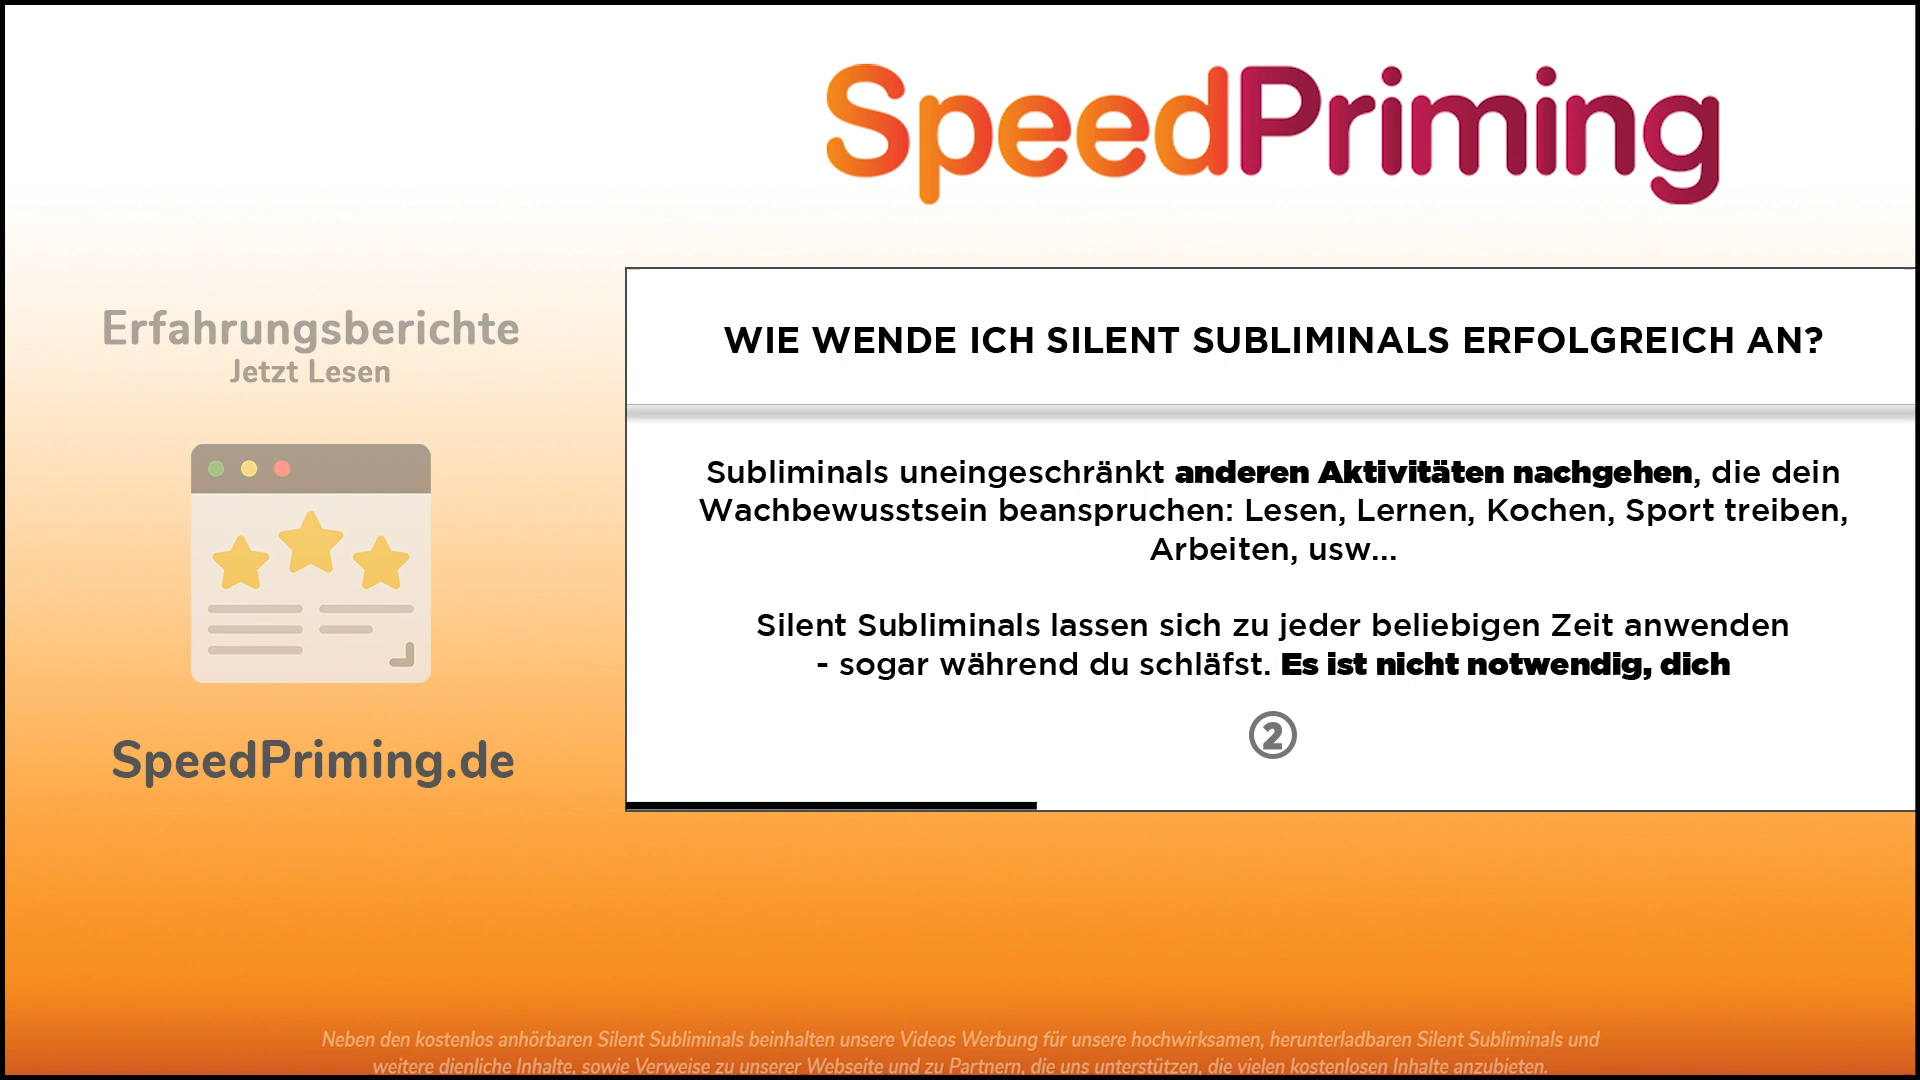 SpeedPriming
Erfahrungsberichte
Jetzt Lesen
SpeedPriming.de
WIE WENDE ICH SILENT SUBLIMINALS ERFOLGREICH AN?
Subliminals uneingeschränkt anderen Aktivitäten nachgehen, die dein
Wachbewusstsein beanspruchen: Lesen, Lernen, Kochen, Sport treiben,
Arbeiten, usw...
Silent Subliminals lassen sich zu jeder beliebigen Zeit anwenden
- sogar während du schläfst. Es ist nicht notwendig, dich
2
Neben den kostenlos anhörbaren Silent Subliminals beinhalten unsere Videos Werbung für unsere hochwirksamen, herunterladbaren Silent Subliminals und
weitere dienliche Inhalte, sowie Verweise zu unserer Webseite und zu Partnern, die uns unterstützen, die vielen kostenlosen Inhalte anzubieten.